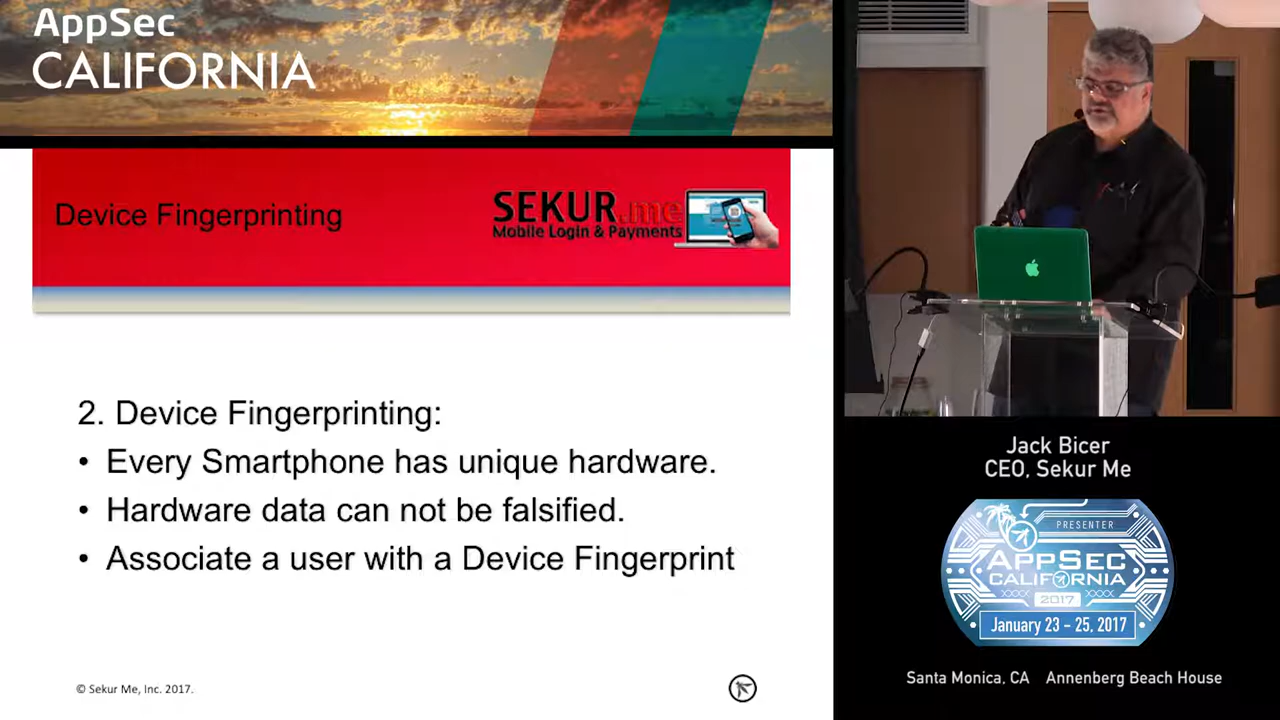 AppSec
CALIFORNIA
Device Fingerprinting
SEKUR.me
Mobile Login & Payments
2. Device Fingerprinting:
• Every Smartphone has unique hardware.
• Hardware data can not be falsified.
• Associate a user with a Device Fingerprint
© Sekur Me, Inc. 2017.
Jack Bicer
CEO, Sekur Me
PRESENTER
APPSEC
CALIFORNIA
2017
January 23 - 25, 2017
Santa Monica, CA Annenberg Beach House